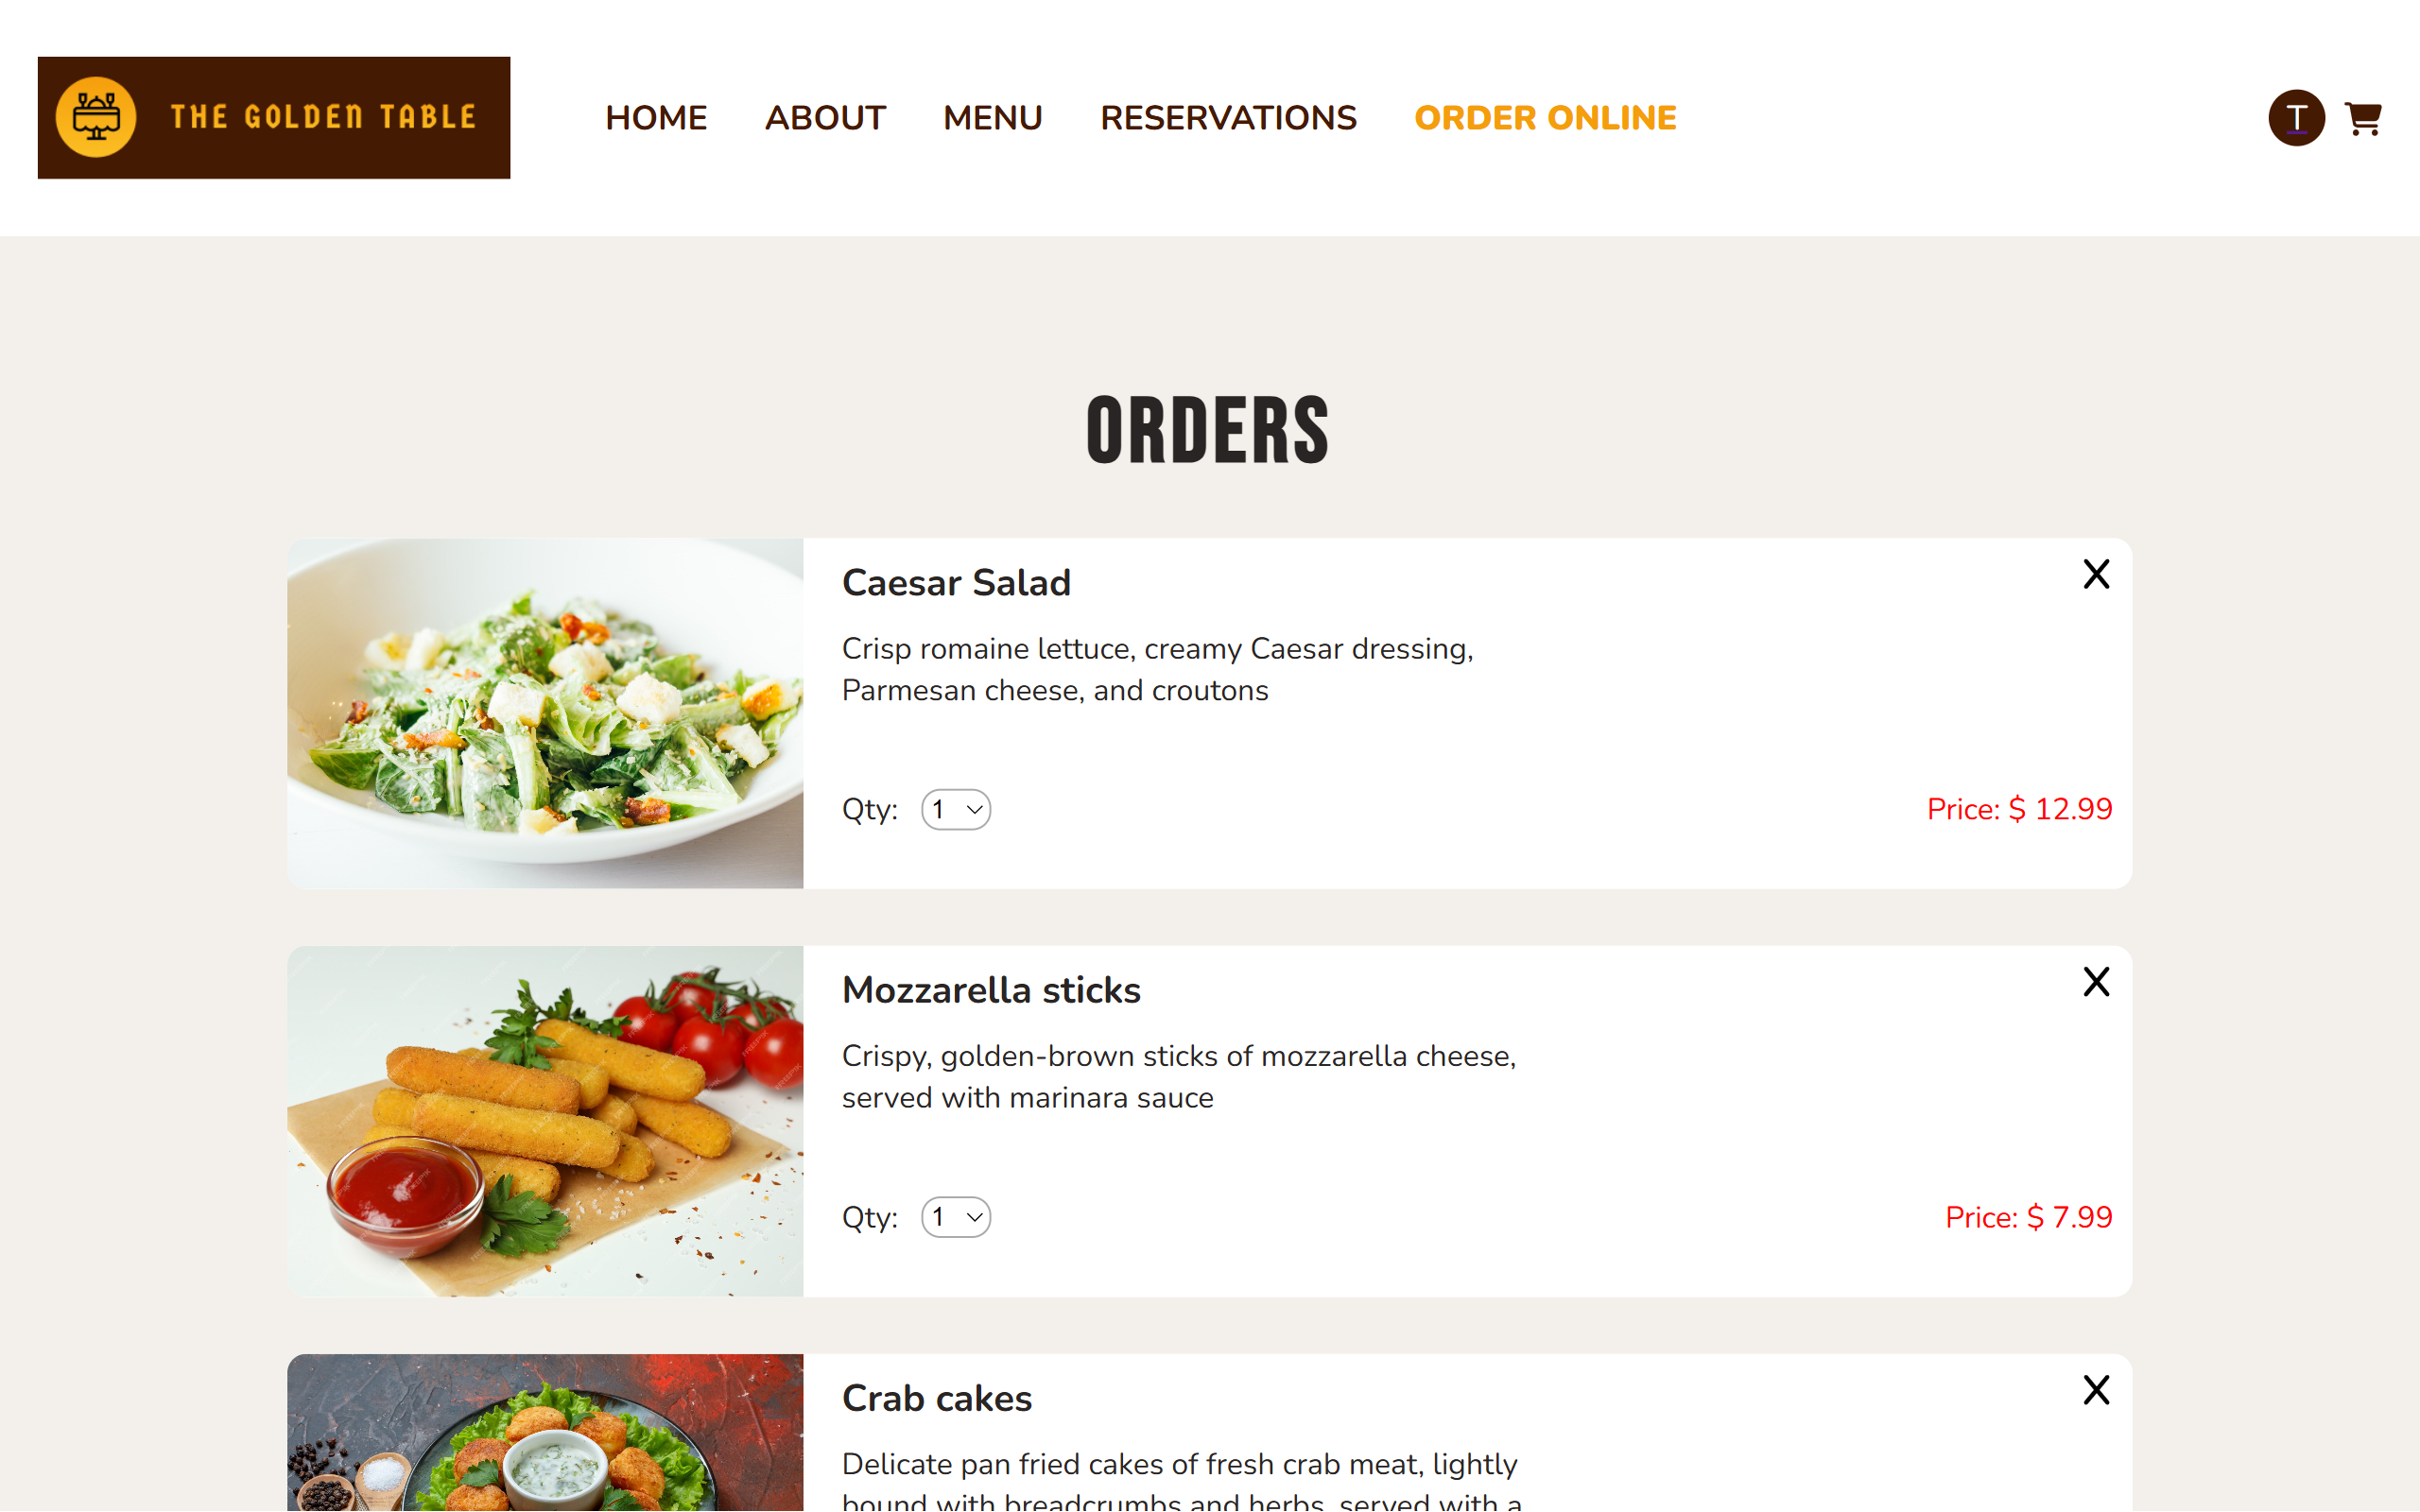 THE GOLDEN TABLE
HOME ABOUT MENU RESERVATIONS ORDER ONLINE
T
ORDERS
Caesar Salad
X
Crisp romaine lettuce, creamy Caesar dressing,
Parmesan cheese, and croutons
Qty: 1
Price: $ 12.99
Mozzarella sticks
X
Crispy, golden-brown sticks of mozzarella cheese,
served with marinara sauce
Qty: 1
Price: $ 7.99
Crab cakes
X
Delicate pan fried cakes of fresh crab meat, lightly
bound with breadcrumbs and herbs, served with a